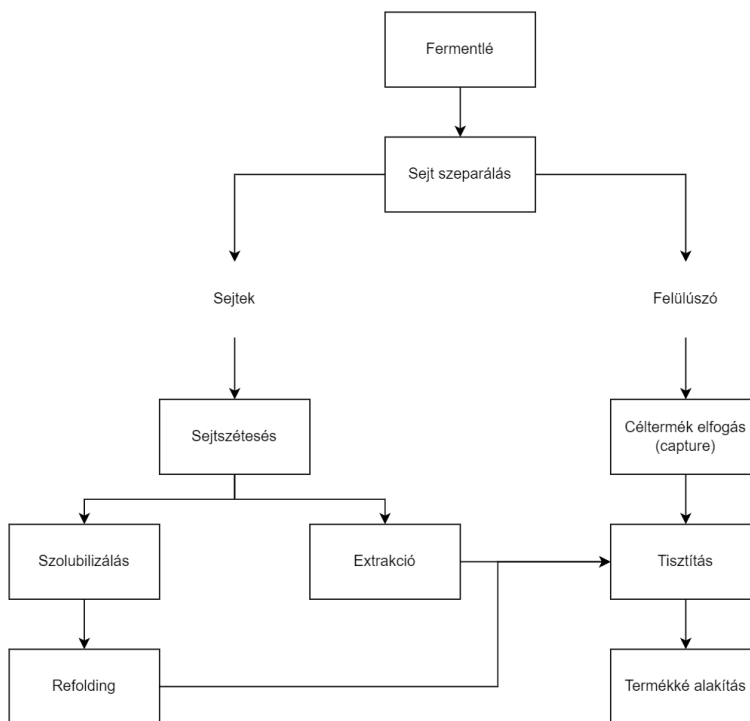 Fermentlé
Sejt szeparálás
Sejtek
Felülúszó
Sejtszétesés
Céltermék elfogás
(capture)
Szolubilizálás
Extrakció
Tisztítás
Refolding
Termékké alakítás